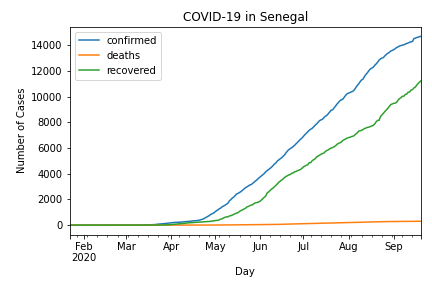 COVID-19 in Senegal
confirmed
deaths
recovered
Number of Cases
14000
12000
10000
8000
6000
4000
2000
0
Feb Mar Apr May Jun Jul Aug Sep
2020
Day